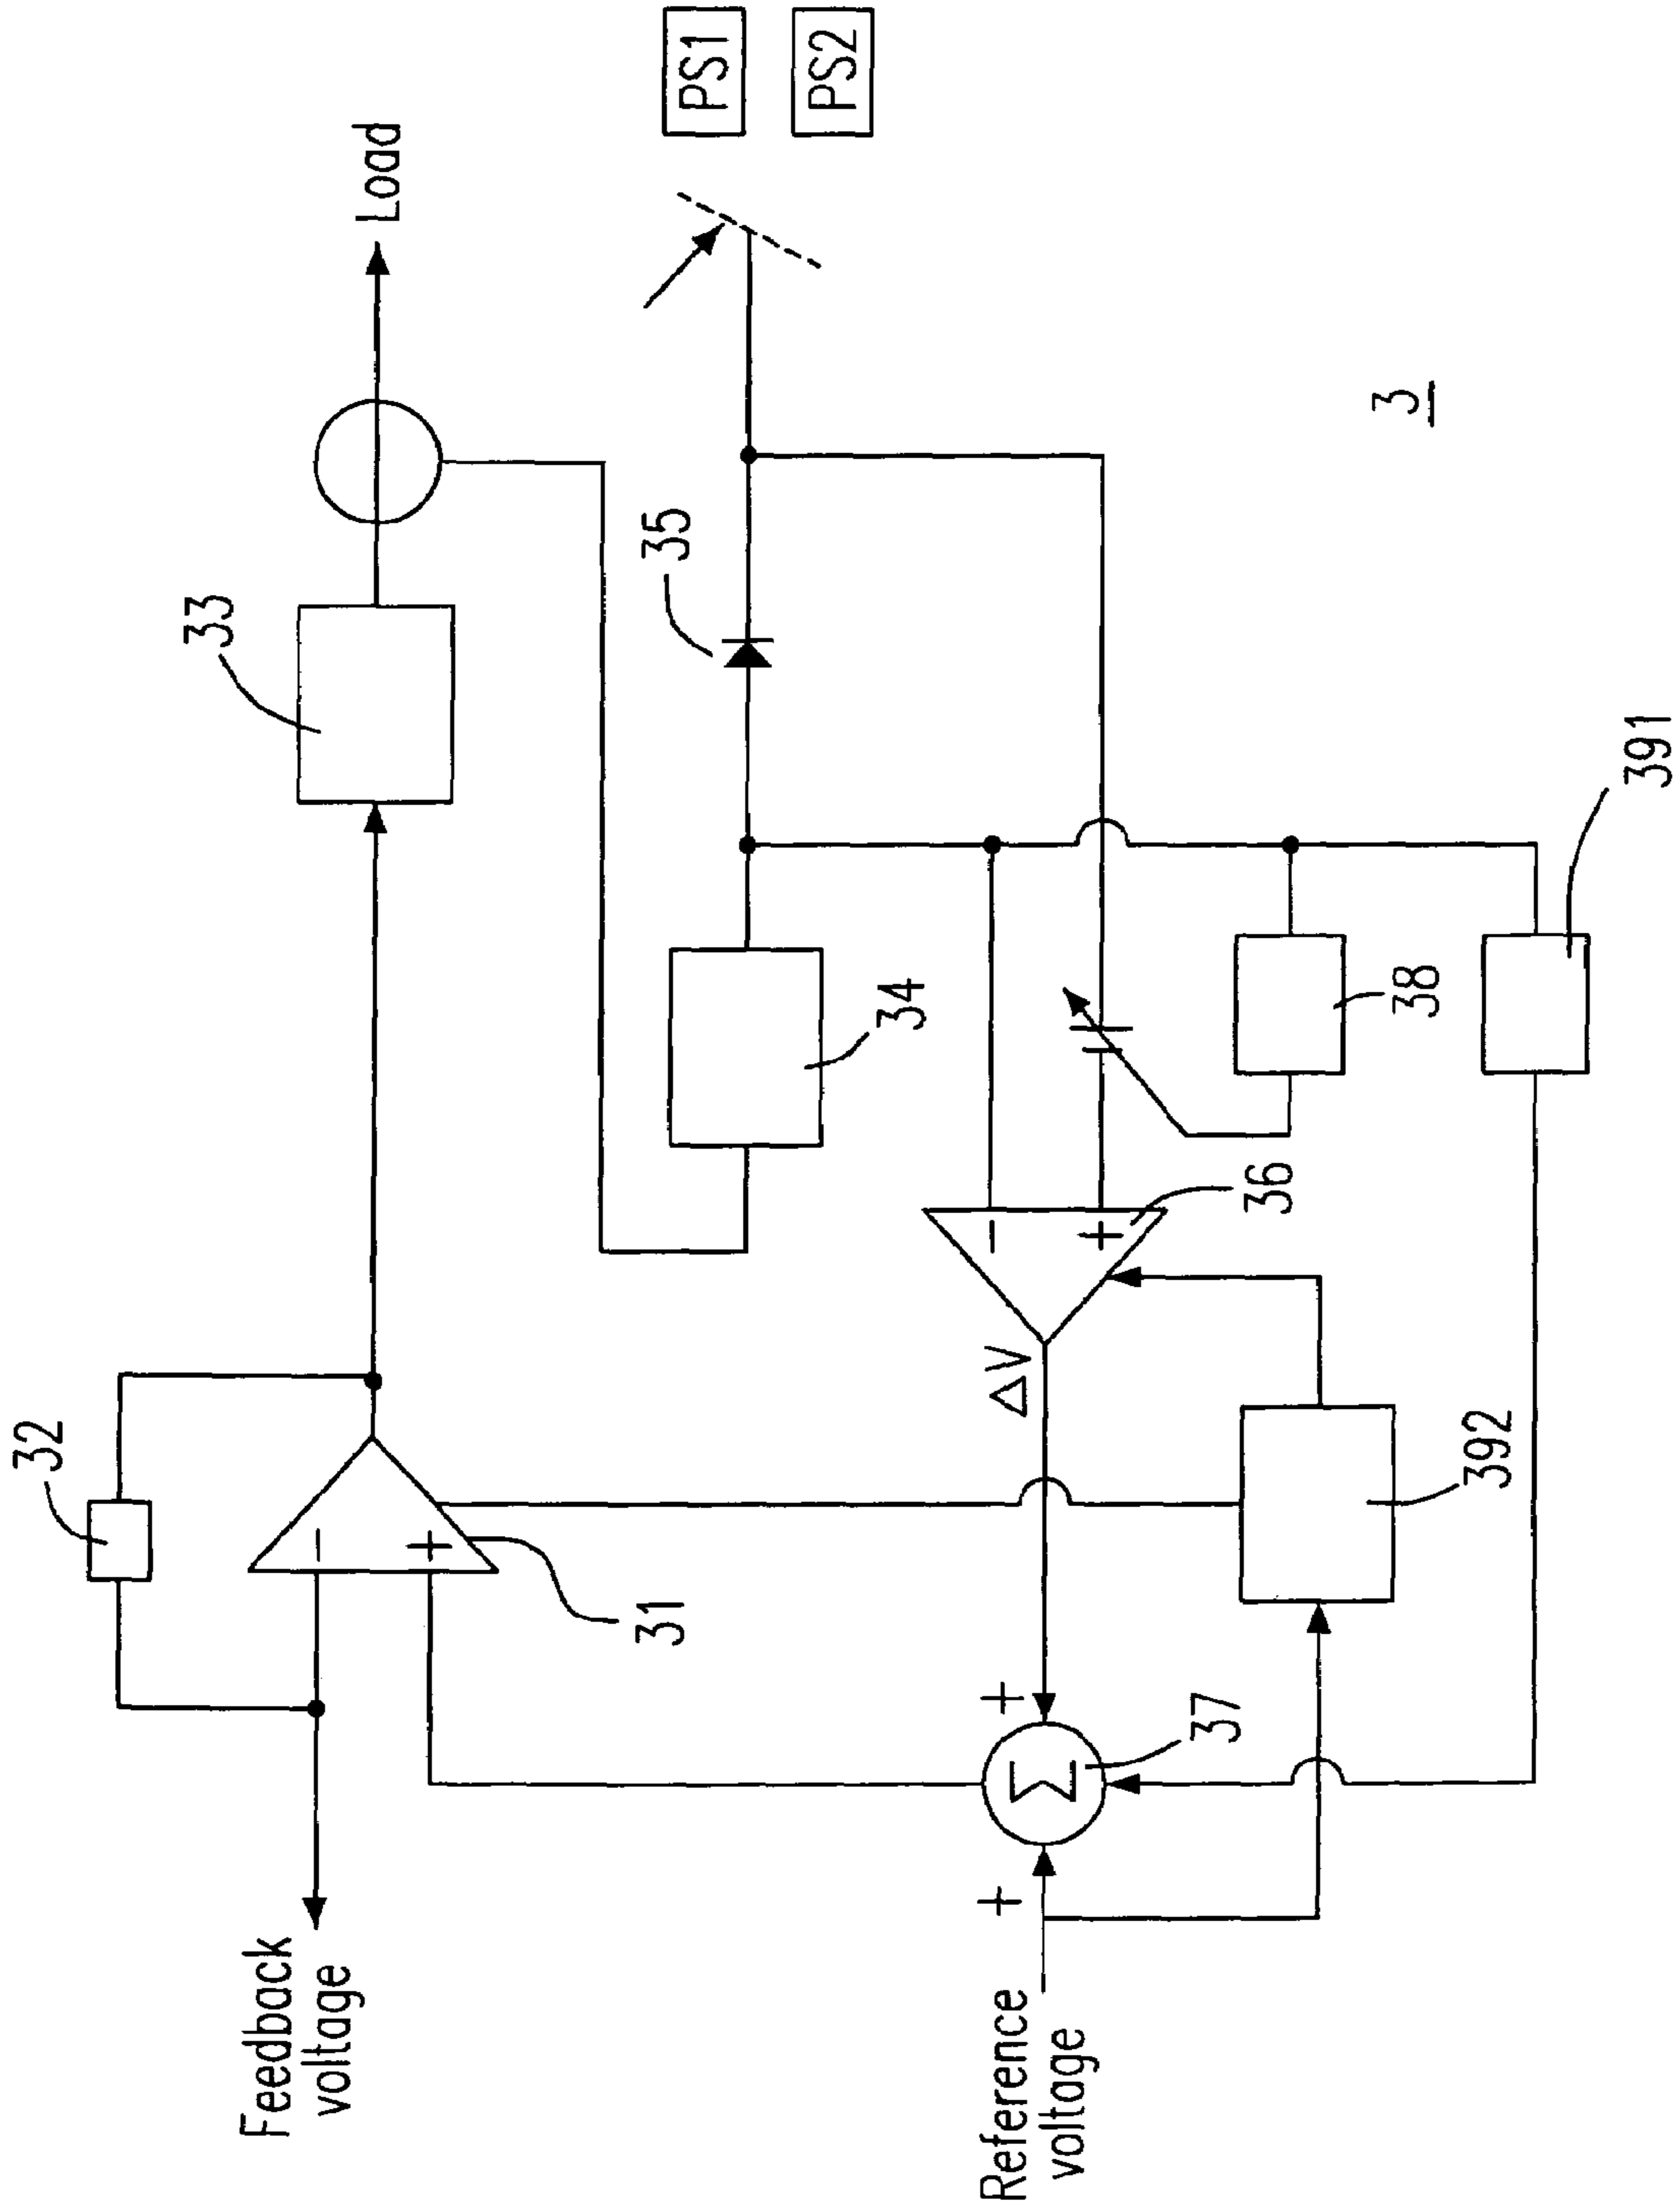 32
Feedback
voltage
31
33
Load
34
35
PS1
PS2
Reference
voltage
+
+
Σ
37
ΔV
−
+
−
+
36
392
38
391
3